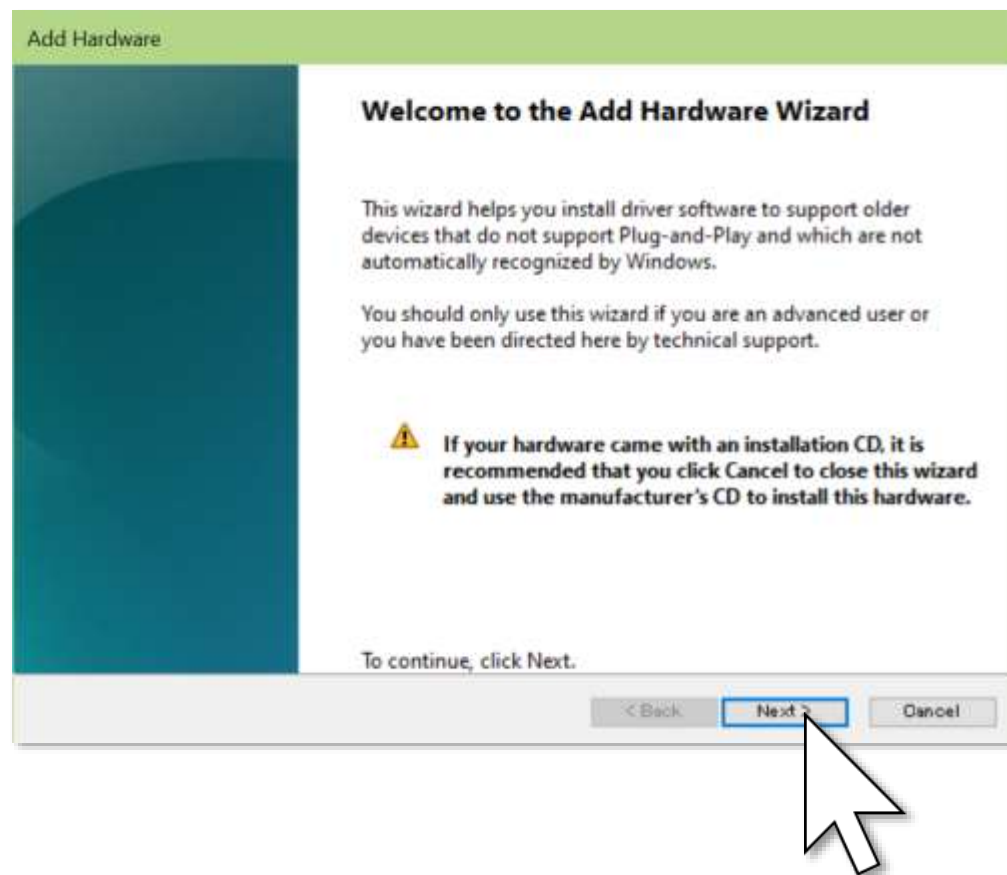 Add Hardware
Welcome to the Add Hardware Wizard
This wizard helps you install driver software to support older
devices that do not support Plug-and-Play and which are not
automatically recognized by Windows.
You should only use this wizard if you are an advanced user or
you have been directed here by technical support.
If your hardware came with an installation CD, it is
recommended that you click Cancel to close this wizard
and use the manufacturer's CD to install this hardware.
To continue, click Next.
< Back Next > Cancel